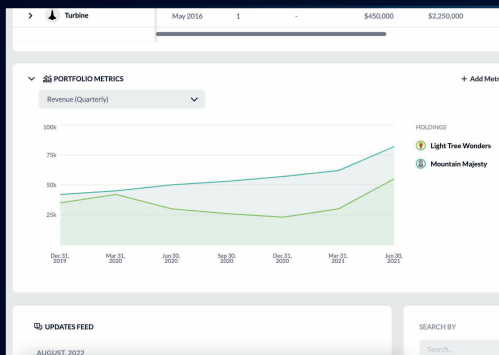 Turbine May 2016 1 - $450,000 $2,250,000
PORTFOLIO METRICS + Add Metr
Revenue (Quarterly)
100k
75k
50k
25k
Dec 31, 2019
Mar 31, 2020
Jun 30, 2020
Sep 30, 2020
Dec 31, 2020
Mar 31, 2021
Jun 30, 2021
HOLDINGS
Light Tree Wonders
Mountain Majesty
UPDATES FEED
AUGUST, 2022
SEARCH BY
Search...